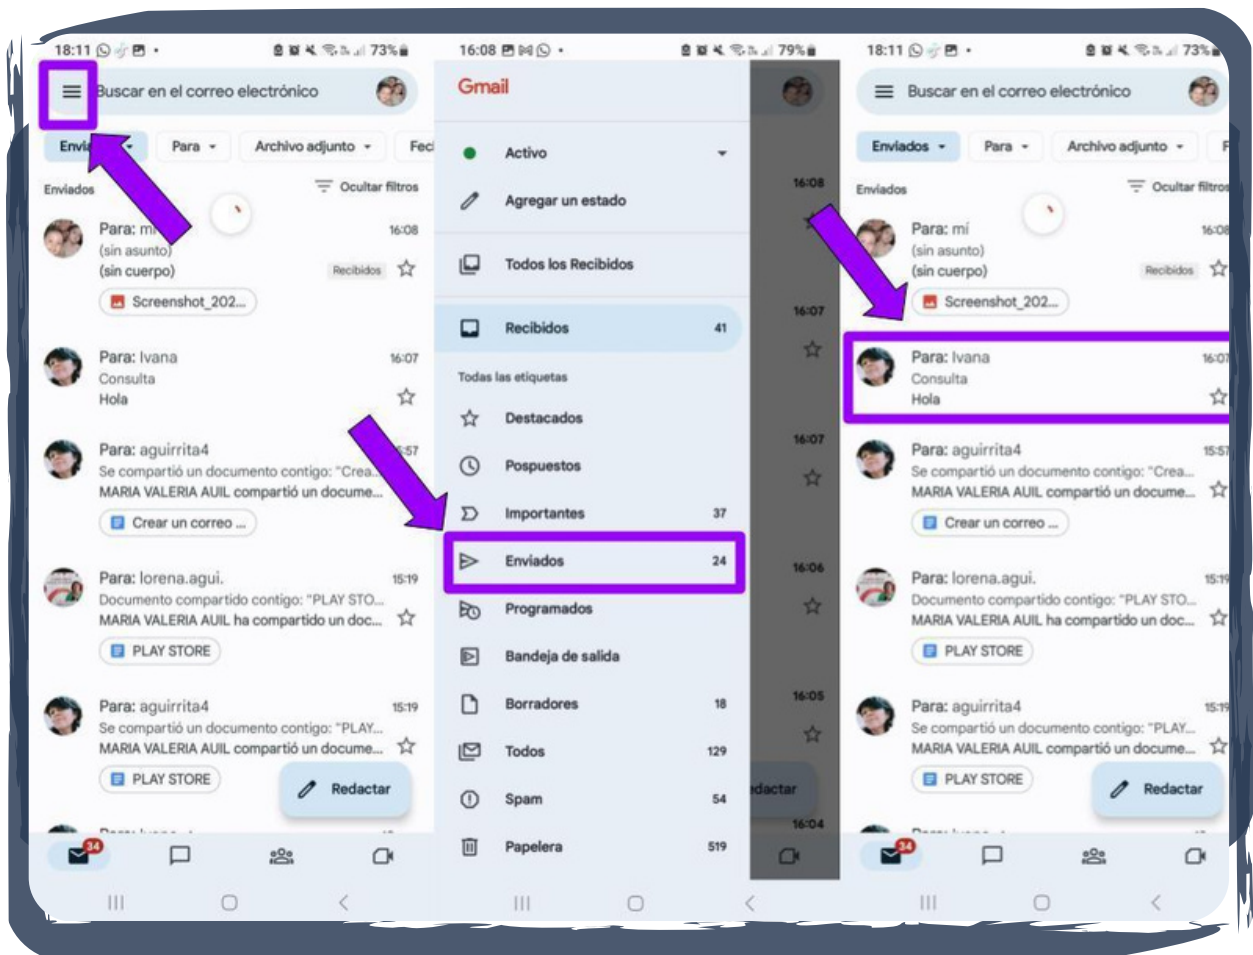 18:11 73%
Buscar en el correo electrónico
Para Archivo adjunto
Enviados Ocultar filtros
Para: 16:08
(sin asunto)
(sin cuerpo) Recibidos
Screenshot_202...
Para: Ivana 16:07
Consulta
Hola
Para: aguirrita4
Se compartió un documento contigo: "Crea...
MARIA VALERIA AUIL compartió un docume...
Crear un correo ...
Para: lorena.agui. 15:19
Documento compartido contigo: "PLAY STO...
MARIA VALERIA AUIL ha compartido un doc...
PLAY STORE
Para: aguirrita4 15:19
Se compartió un documento contigo: "PLAY...
MARIA VALERIA AUIL compartió un docume...
PLAY STORE
Redactar
34
16:08 79%
Gmail
Activo
Agregar un estado
Todos los Recibidos
Recibidos 41
Todas las etiquetas
Destacados
Pospuestos
Importantes 37
Enviados 24
Programados
Bandeja de salida
Borradores 18
Todos 129
Spam 54
Papelera 519
16:08
16:07
16:07
16:06
16:05
edactar
16:04
18:11 73%
Buscar en el correo electrónico
Enviados Para Archivo adjunto F
Enviados Ocultar filtros
Para: mí 16:08
(sin asunto)
(sin cuerpo) Recibidos
Screenshot_202...
Para: Ivana 16:07
Consulta
Hola
Para: aguirrita4 15:57
Se compartió un documento contigo: "Crea...
MARIA VALERIA AUIL compartió un docume...
Crear un correo ...
Para: lorena.agui. 15:19
Documento compartido contigo: "PLAY STO...
MARIA VALERIA AUIL ha compartido un doc...
PLAY STORE
Para: aguirrita4 15:19
Se compartió un documento contigo: "PLAY...
MARIA VALERIA AUIL compartió un docume...
PLAY STORE
Redactar
34